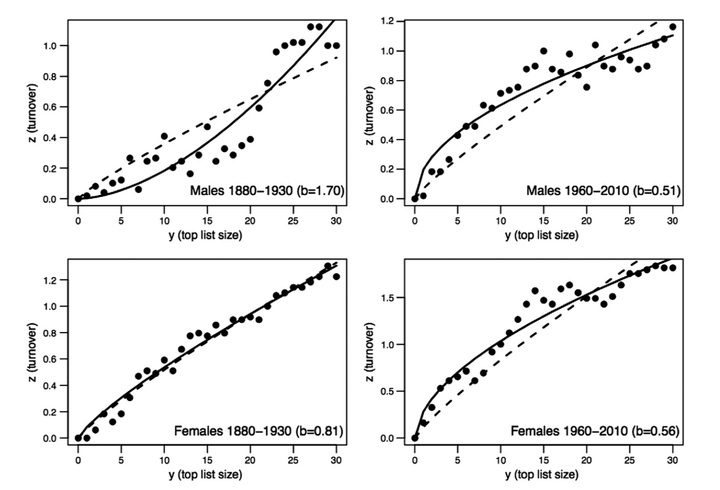 z (turnover)
1.0
0.8
0.6
0.4
0.2
0.0
Males 1880–1930 (b=1.70)
0 5 10 15 20 25 30
y (top list size)
z (turnover)
1.2
1.0
0.8
0.6
0.4
0.2
0.0
Males 1960–2010 (b=0.51)
0 5 10 15 20 25 30
y (top list size)
z (turnover)
1.2
1.0
0.8
0.6
0.4
0.2
0.0
Females 1880–1930 (b=0.81)
0 5 10 15 20 25 30
y (top list size)
z (turnover)
1.5
1.0
0.5
0.0
Females 1960–2010 (b=0.56)
0 5 10 15 20 25 30
y (top list size)